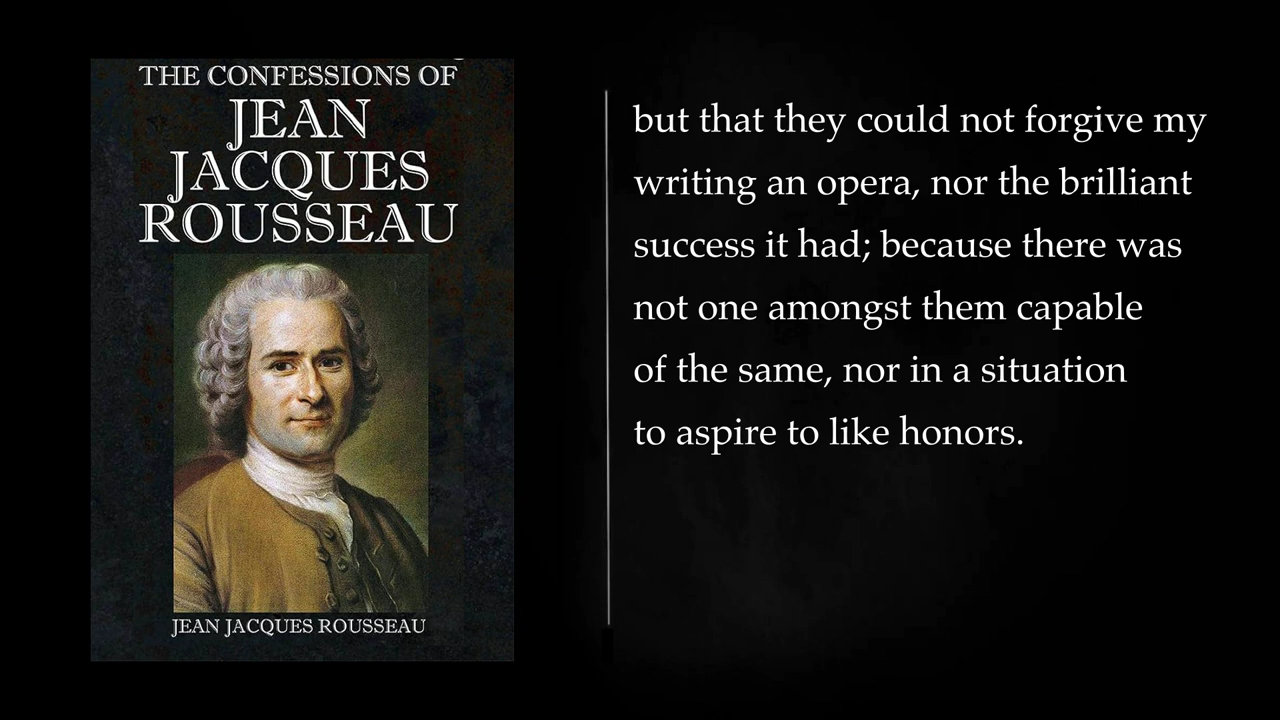 THE CONFESSIONS OF
JEAN
JACQUES
ROUSSEAU
JEAN JACQUES ROUSSEAU
but that they could not forgive my
writing an opera, nor the brilliant
success it had; because there was
not one amongst them capable
of the same, nor in a situation
to aspire to like honors.